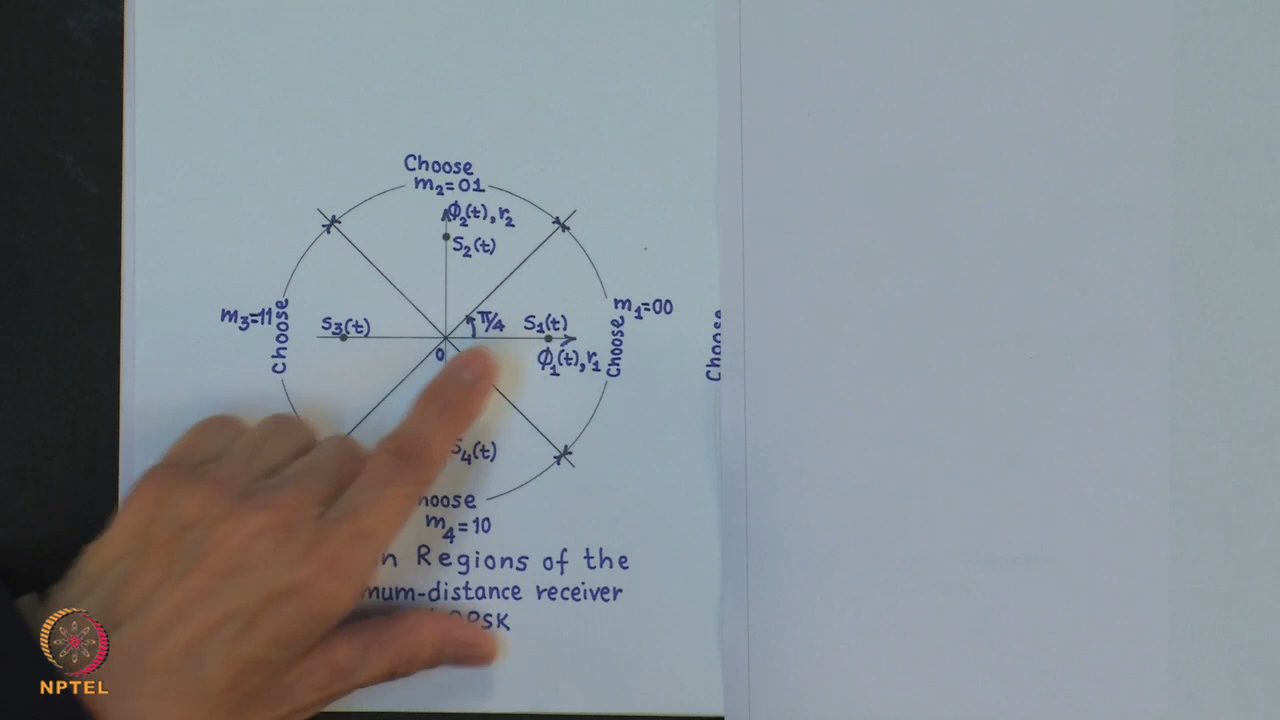 Choose
m₂=01
ϕ₂(t), r₂
S₂(t)
m₃=11
Choose
S₃(t)
π/4
S₁(t)
m₁=00
Choose
0
ϕ₁(t), r₁
Choose
S₄(t)
m₄=10
Regions of the
distance receiver
NPTEL